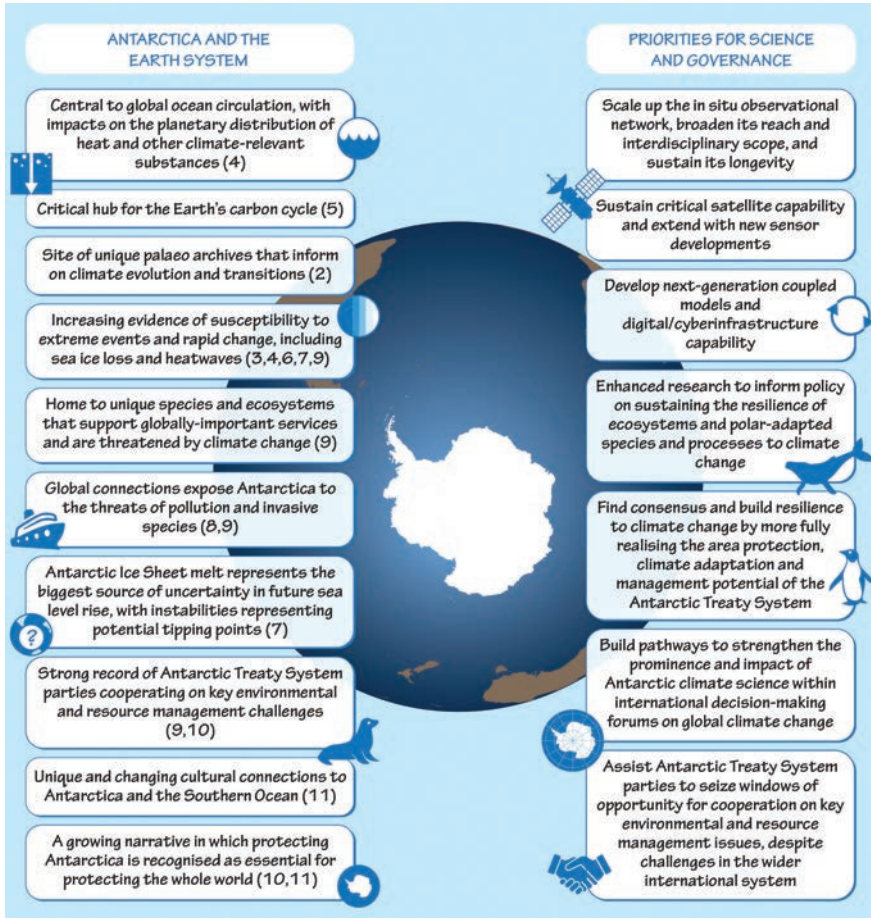 ANTARCTICA AND THE
EARTH SYSTEM
Central to global ocean circulation, with
impacts on the planetary distribution of
heat and other climate-relevant
substances (4)
Critical hub for the Earth's carbon cycle (5)
Site of unique palaeo archives that inform
on climate evolution and transitions (2)
Increasing evidence of susceptibility to
extreme events and rapid change, including
sea ice loss and heatwaves (3,4,6,7,9)
Home to unique species and ecosystems
that support globally-important services
and are threatened by climate change (9)
Global connections expose Antarctica to
the threats of pollution and invasive
species (8,9)
Antarctic Ice Sheet melt represents the
biggest source of uncertainty in future sea
level rise, with instabilities representing
potential tipping points (7)
?
Strong record of Antarctic Treaty System
parties cooperating on key environmental
and resource management challenges
(9,10)
Unique and changing cultural connections to
Antarctica and the Southern Ocean (11)
A growing narrative in which protecting
Antarctica is recognised as essential for
protecting the whole world (10,11)
PRIORITIES FOR SCIENCE
AND GOVERNANCE
Scale up the in situ observational
network, broaden its reach and
interdisciplinary scope, and
sustain its longevity
Sustain critical satellite capability
and extend with new sensor
developments
Develop next-generation coupled
models and
digital/cyberinfrastructure
capability
Enhanced research to inform policy
on sustaining the resilience of
ecosystems and polar-adapted
species and processes to climate
change
Find consensus and build resilience
to climate change by more fully
realising the area protection,
climate adaptation and
management potential of the
Antarctic Treaty System
Build pathways to strengthen the
prominence and impact of
Antarctic climate science within
international decision-making
forums on global climate change
Assist Antarctic Treaty System
parties to seize windows of
opportunity for cooperation on key
environmental and resource
management issues, despite
challenges in the wider
international system